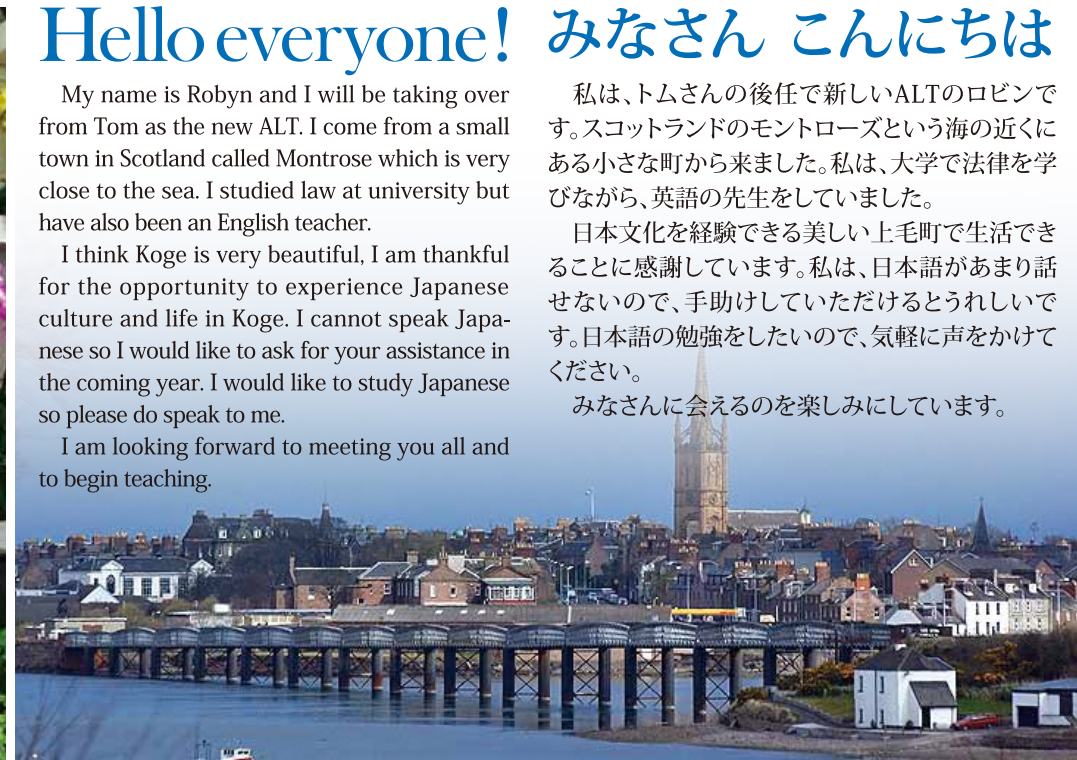 Hello everyone!
My name is Robyn and I will be taking over
from Tom as the new ALT. I come from a small
town in Scotland called Montrose which is very
close to the sea. I studied law at university but
have also been an English teacher.
I think Koge is very beautiful, I am thankful
for the opportunity to experience Japanese
culture and life in Koge. I cannot speak Japa-
nese so I would like to ask for your assistance in
the coming year. I would like to study Japanese
so please do speak to me.
I am looking forward to meeting you all and
to begin teaching.
みなさん こんにちは
私は、トムさんの後任で新しいALTのロビンで
す。スコットランドのモントローズという海の近くに
ある小さな町から来ました。私は、大学で法律を学
びながら、英語の先生をしていました。
日本文化を経験できる美しい上毛町で生活でき
ることに感謝しています。私は、日本語があまり話
せないので、手助けしていただけるとうれしいで
す。日本語の勉強をしたいので、気軽に声をかけて
ください。
みなさんに会えるのを楽しみにしています。